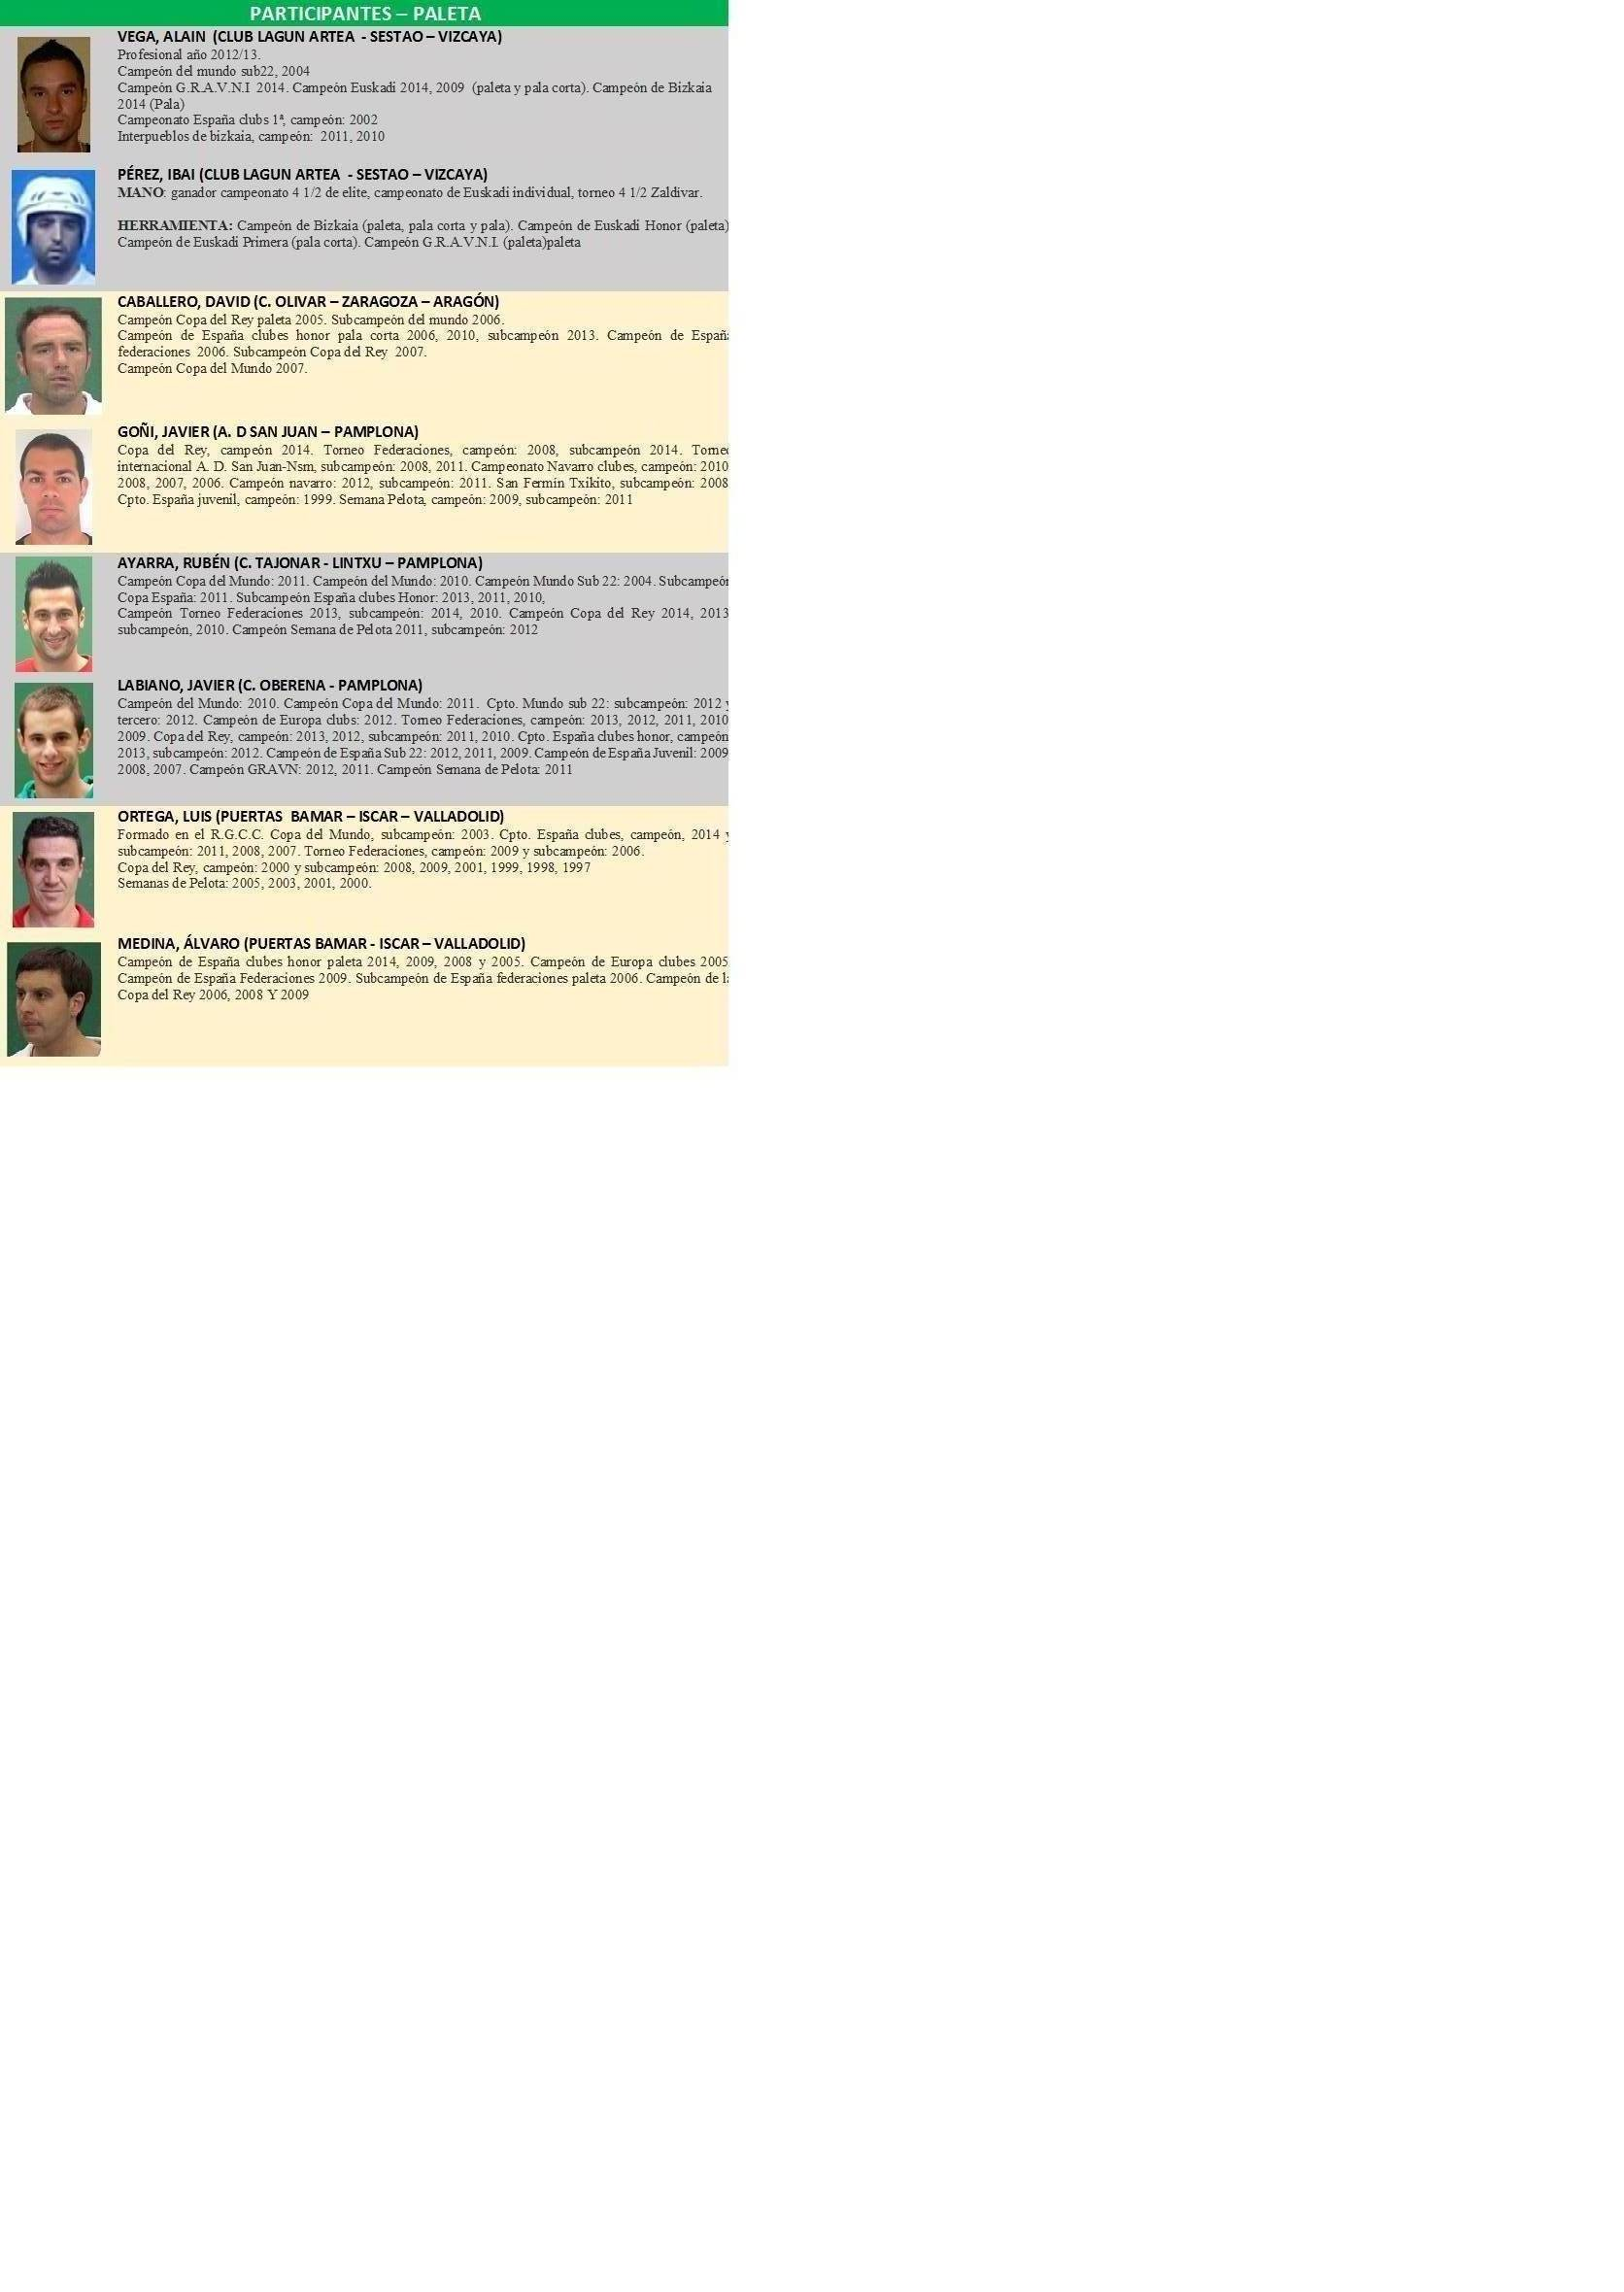 PARTICIPANTES – PALETA
VEGA, ALAIN (CLUB LAGUN ARTEA - SESTAO – VIZCAYA)
Profesional año 2012/13.
Campeón del mundo sub22, 2004
Campeón G.R.A.V.N.I 2014. Campeón Euskadi 2014, 2009 (paleta y pala corta). Campeón de Bizkaia
2014 (Pala)
Campeonato España clubs 1ª, campeón: 2002
Interpueblos de bizkaia, campeón: 2011, 2010
PÉREZ, IBAI (CLUB LAGUN ARTEA - SESTAO – VIZCAYA)
MANO: ganador campeonato 4 1/2 de elite, campeonato de Euskadi individual, torneo 4 1/2 Zaldivar.
HERRAMIENTA: Campeón de Bizkaia (paleta, pala corta y pala). Campeón de Euskadi Honor (paleta)
Campeón de Euskadi Primera (pala corta). Campeón G.R.A.V.N.I. (paleta)paleta
CABALLERO, DAVID (C. OLIVAR – ZARAGOZA – ARAGÓN)
Campeón Copa del Rey paleta 2005. Subcampeón del mundo 2006.
Campeón de España clubes honor pala corta 2006, 2010, subcampeón 2013. Campeón de España
federaciones 2006. Subcampeón Copa del Rey 2007.
Campeón Copa del Mundo 2007.
GOÑI, JAVIER (A. D SAN JUAN – PAMPLONA)
Copa del Rey, campeón 2014. Torneo Federaciones, campeón: 2008, subcampeón 2014. Torneo
internacional A. D. San Juan-Nsm, subcampeón: 2008, 2011. Campeonato Navarro clubes, campeón: 2010
2008, 2007, 2006. Campeón navarro: 2012, subcampeón: 2011. San Fermín Txikito, subcampeón: 2008
Cpto. España juvenil, campeón: 1999. Semana Pelota, campeón: 2009, subcampeón: 2011
AYARRA, RUBÉN (C. TAJONAR - LINTXU – PAMPLONA)
Campeón Copa del Mundo: 2011. Campeón del Mundo: 2010. Campeón Mundo Sub 22: 2004. Subcampeón
Copa España: 2011. Subcampeón España clubes Honor: 2013, 2011, 2010,
Campeón Torneo Federaciones 2013, subcampeón: 2014, 2010. Campeón Copa del Rey 2014, 2013
subcampeón, 2010. Campeón Semana de Pelota 2011, subcampeón: 2012
LABIANO, JAVIER (C. OBERENA - PAMPLONA)
Campeón del Mundo: 2010. Campeón Copa del Mundo: 2011. Cpto. Mundo sub 22: subcampeón: 2012 y
tercero: 2012. Campeón de Europa clubs: 2012. Torneo Federaciones, campeón: 2013, 2012, 2011, 2010
2009. Copa del Rey, campeón: 2013, 2012, subcampeón: 2011, 2010. Cpto. España clubes honor, campeón
2013, subcampeón: 2012. Campeón de España Sub 22: 2012, 2011, 2009. Campeón de España Juvenil: 2009
2008, 2007. Campeón GRAVN: 2012, 2011. Campeón Semana de Pelota: 2011
ORTEGA, LUIS (PUERTAS BAMAR – ISCAR – VALLADOLID)
Formado en el R.G.C.C. Copa del Mundo, subcampeón: 2003. Cpto. España clubes, campeón, 2014 y
subcampeón: 2011, 2008, 2007. Torneo Federaciones, campeón: 2009 y subcampeón: 2006.
Copa del Rey, campeón: 2000 y subcampeón: 2008, 2009, 2001, 1999, 1998, 1997
Semanas de Pelota: 2005, 2003, 2001, 2000.
MEDINA, ÁLVARO (PUERTAS BAMAR - ISCAR – VALLADOLID)
Campeón de España clubes honor paleta 2014, 2009, 2008 y 2005. Campeón de Europa clubes 2005
Campeón de España Federaciones 2009. Subcampeón de España federaciones paleta 2006. Campeón de la
Copa del Rey 2006, 2008 Y 2009